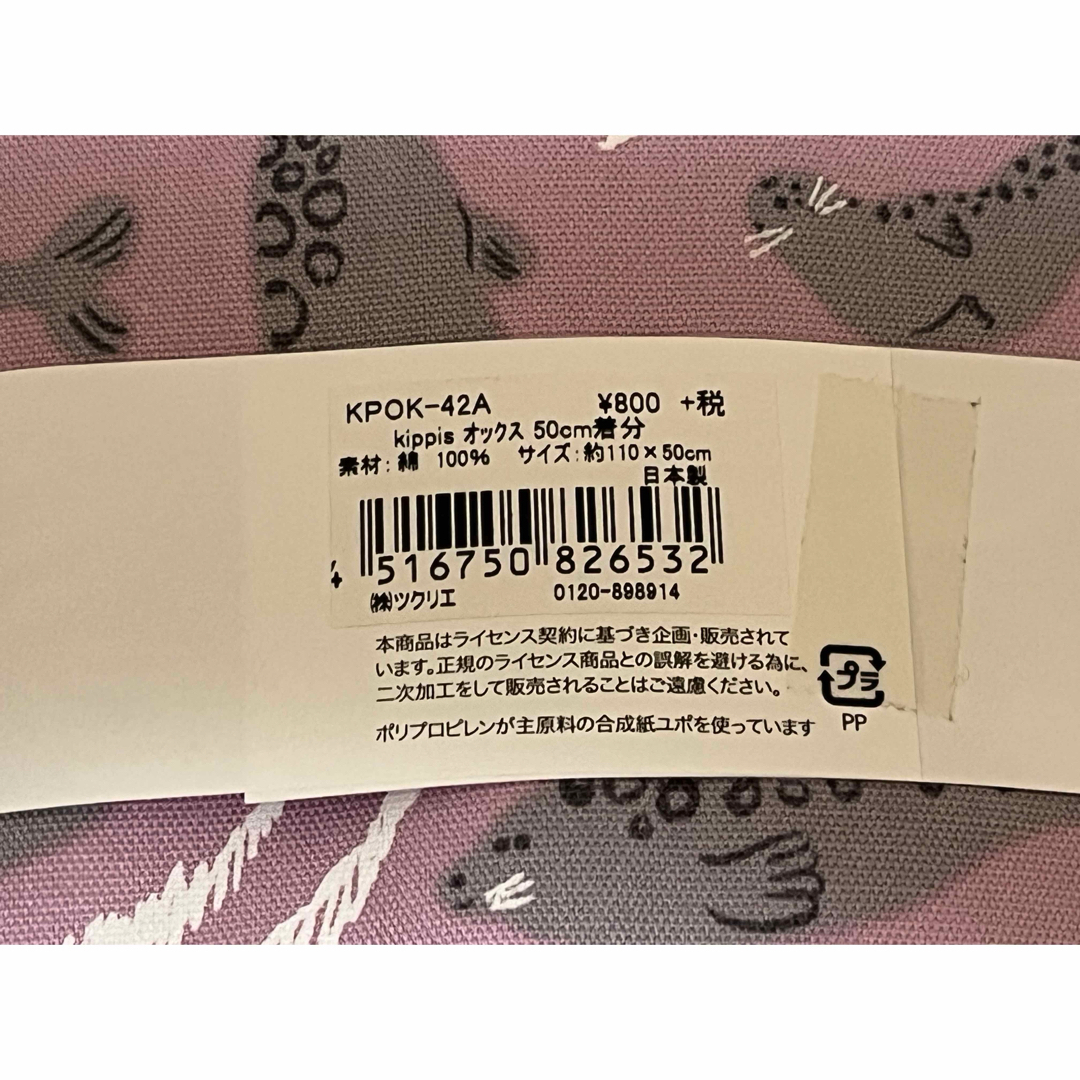 KPOK-42A ¥800 +税
kippis オックス 50cm着分
素材: 綿 100% サイズ:約110×50cm
日本製
4 516750 826532
㈱ツクリエ 0120-898914
本商品はライセンス契約に基づき企画・販売されて
います。正規のライセンス商品との誤解を避ける為に、
二次加工をして販売されることはご遠慮ください。
プラ
PP
ポリプロピレンが主原料の合成紙ユポを使っています